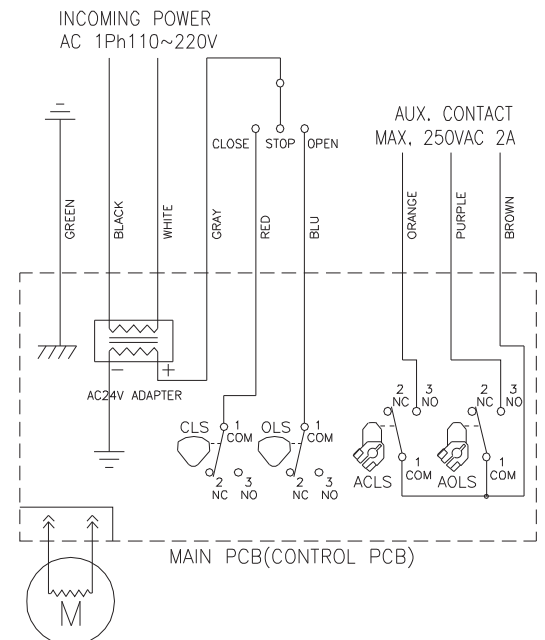 INCOMING POWER
AC 1Ph110~220V
AUX. CONTACT
MAX. 250VAC 2A
CLOSE STOP OPEN
GREEN
BLACK
WHITE
GRAY
RED
BLU
ORANGE
PURPLE
BROWN
− +
AC24V ADAPTER
CLS
1
COM
2
NC
3
NO
OLS
1
COM
2
NC
3
NO
2
NC
3
NO
ACLS
1
COM
2
NC
3
NO
AOLS
1
COM
MAIN PCB(CONTROL PCB)
M